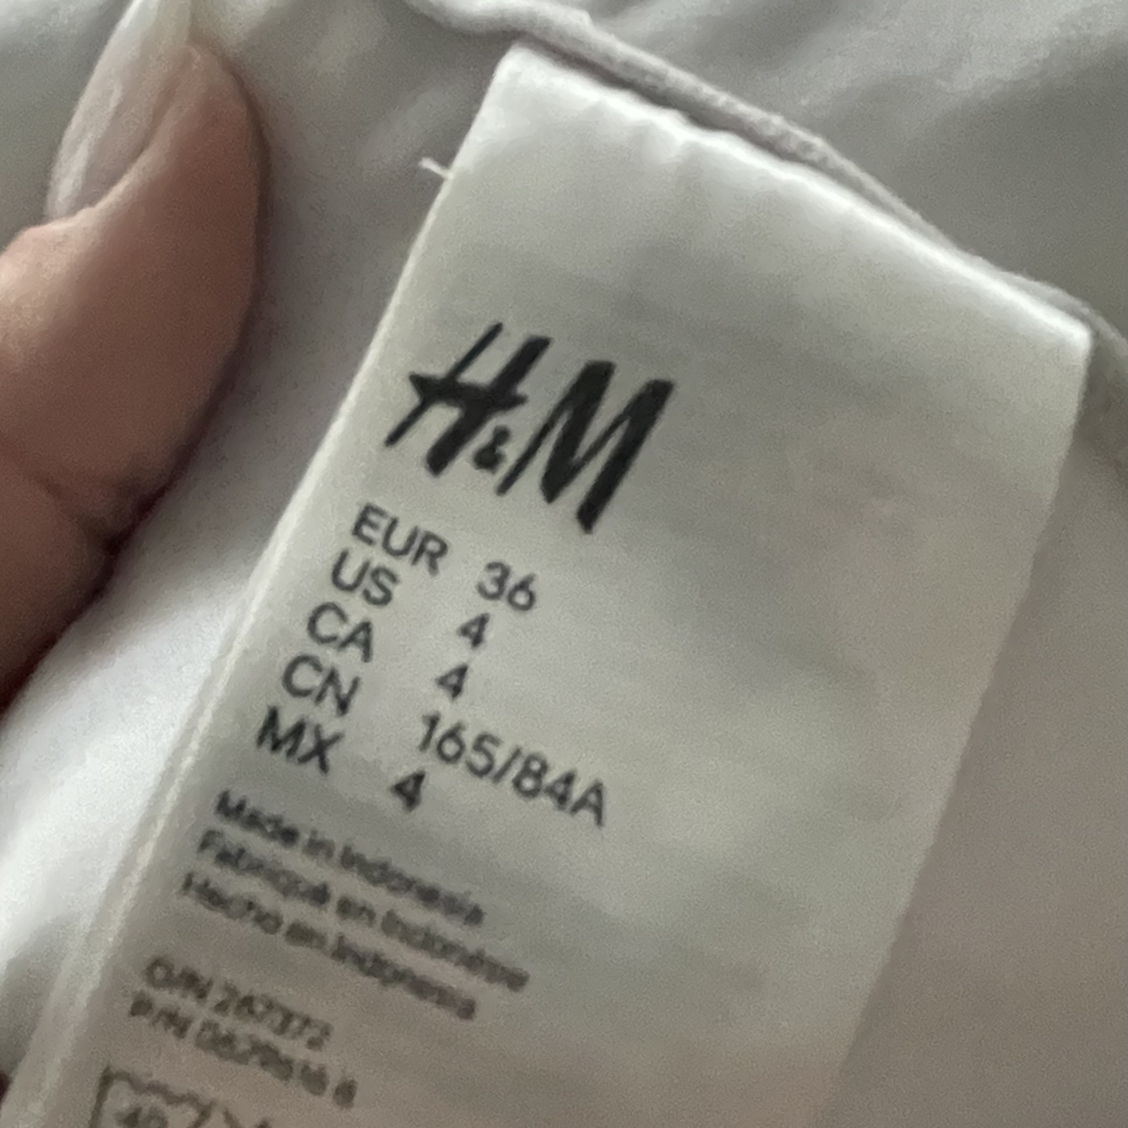 H&M
EUR 36
US 4
CA 4
CN 165/84A
MX 4
Made in Indonesia
Fabriqué en Indonésie
Hecho en Indonesia
O/N 267372
P/N